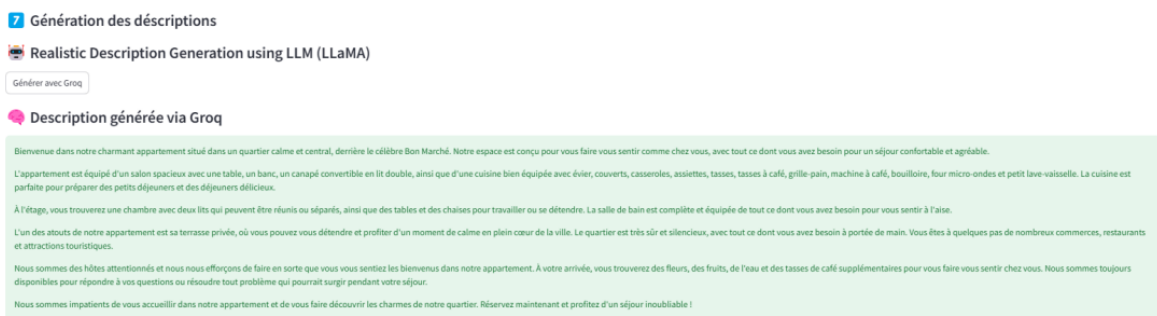 7 Génération des déscriptions
Realistic Description Generation using LLM (LLaMA)
Générer avec Groq
Description générée via Groq
Bienvenue dans notre charmant appartement situé dans un quartier calme et central, derrière le célèbre Bon Marché. Notre espace est conçu pour vous faire vous sentir comme chez vous, avec tout ce dont vous avez besoin pour un séjour confortable et agréable.
L'appartement est équipé d'un salon spacieux avec une table, un banc, un canapé convertible en lit double, ainsi que d'une cuisine bien équipée avec évier, couverts, casseroles, assiettes, tasses, tasses à café, grille-pain, machine à café, bouilloire, four micro-ondes et petit lave-vaisselle. La cuisine est
parfaite pour préparer des petits déjeuners et des déjeuners délicieux.
À l'étage, vous trouverez une chambre avec deux lits qui peuvent être réunis ou séparés, ainsi que des tables et des chaises pour travailler ou se détendre. La salle de bain est complète et équipée de tout ce dont vous avez besoin pour vous sentir à l'aise.
L'un des atouts de notre appartement est sa terrasse privée, où vous pouvez vous détendre et profiter d'un moment de calme en plein cœur de la ville. Le quartier est très sûr et silencieux, avec tout ce dont vous avez besoin à portée de main. Vous êtes à quelques pas de nombreux commerces, restaurants
et attractions touristiques.
Nous sommes des hôtes attentionnés et nous nous efforçons de faire en sorte que vous vous sentiez les bienvenus dans notre appartement. À votre arrivée, vous trouverez des fleurs, des fruits, de l'eau et des tasses de café supplémentaires pour vous faire vous sentir chez vous. Nous sommes toujours
disponibles pour répondre à vos questions ou résoudre tout problème qui pourrait surgir pendant votre séjour.
Nous sommes impatients de vous accueillir dans notre appartement et de vous faire découvrir les charmes de notre quartier. Réservez maintenant et profitez d'un séjour inoubliable !